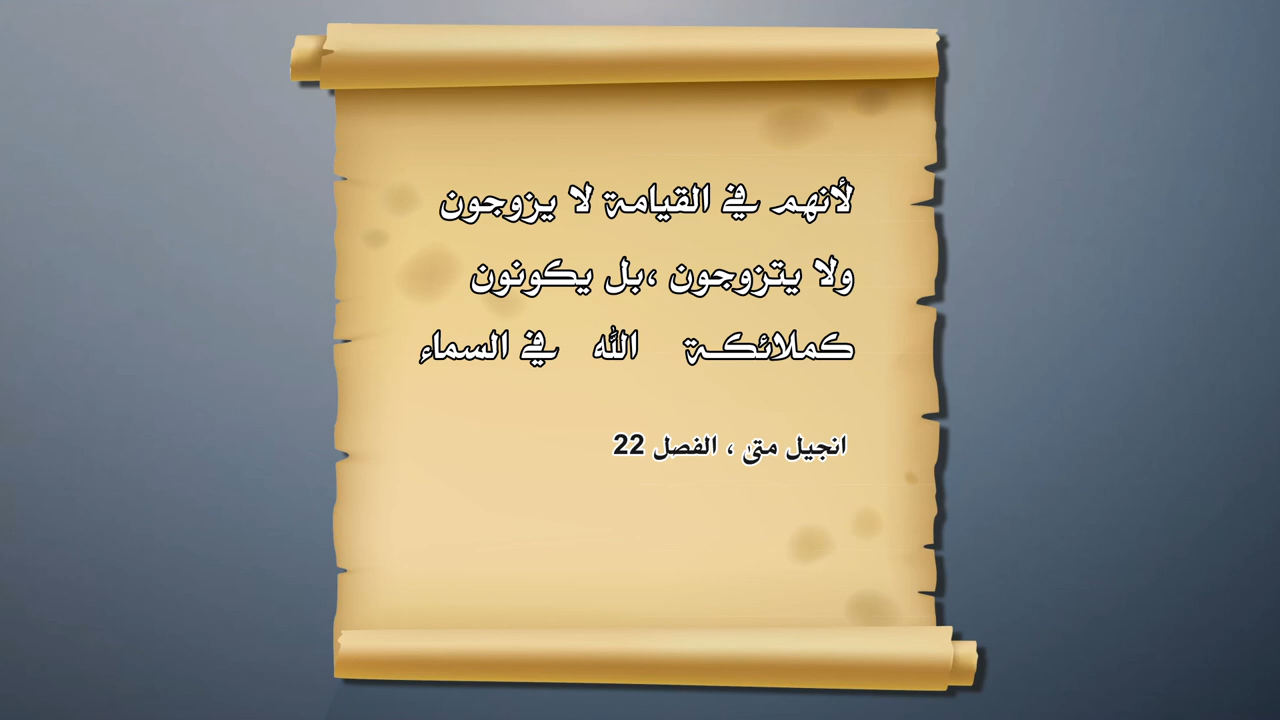 لأنهم في القيامة لا يزوجون
ولا يتزوجون ،بل يكونون
كملائكة الله في السماء
انجيل متى ، الفصل 22